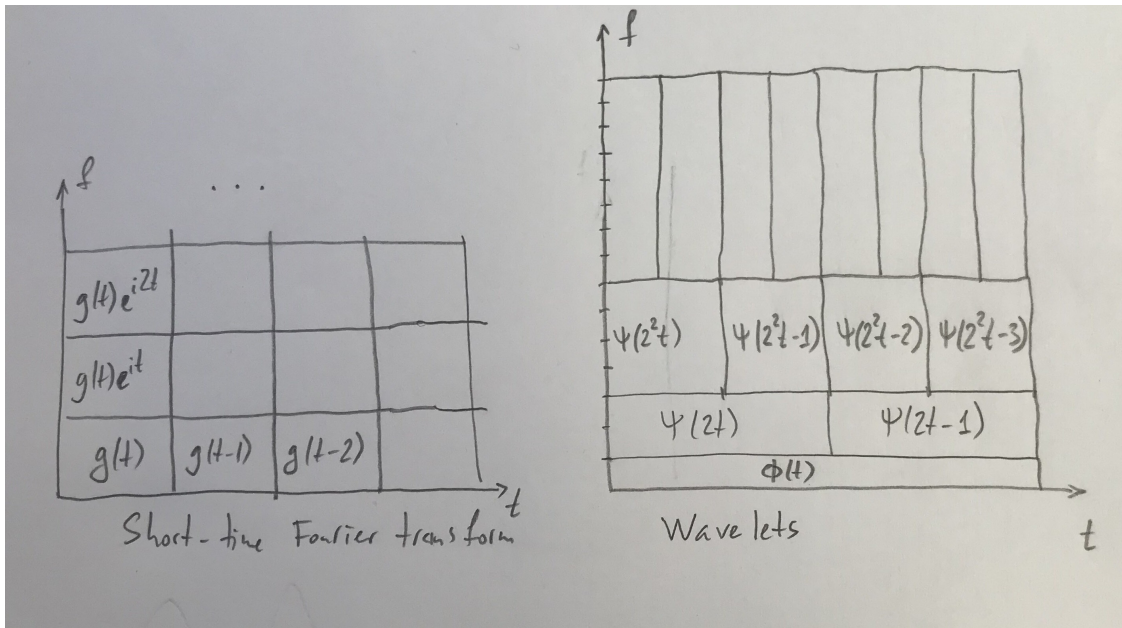 f
. . .
g(t)e^{i2t}
g(t)e^{it}
g(t) g(t-1) g(t-2)
t
Short-time Fourier transform
f
Ψ(2²t) Ψ(2²t-1) Ψ(2²t-2) Ψ(2²t-3)
Ψ(2t) Ψ(2t-1)
Φ(t)
t
Wavelets